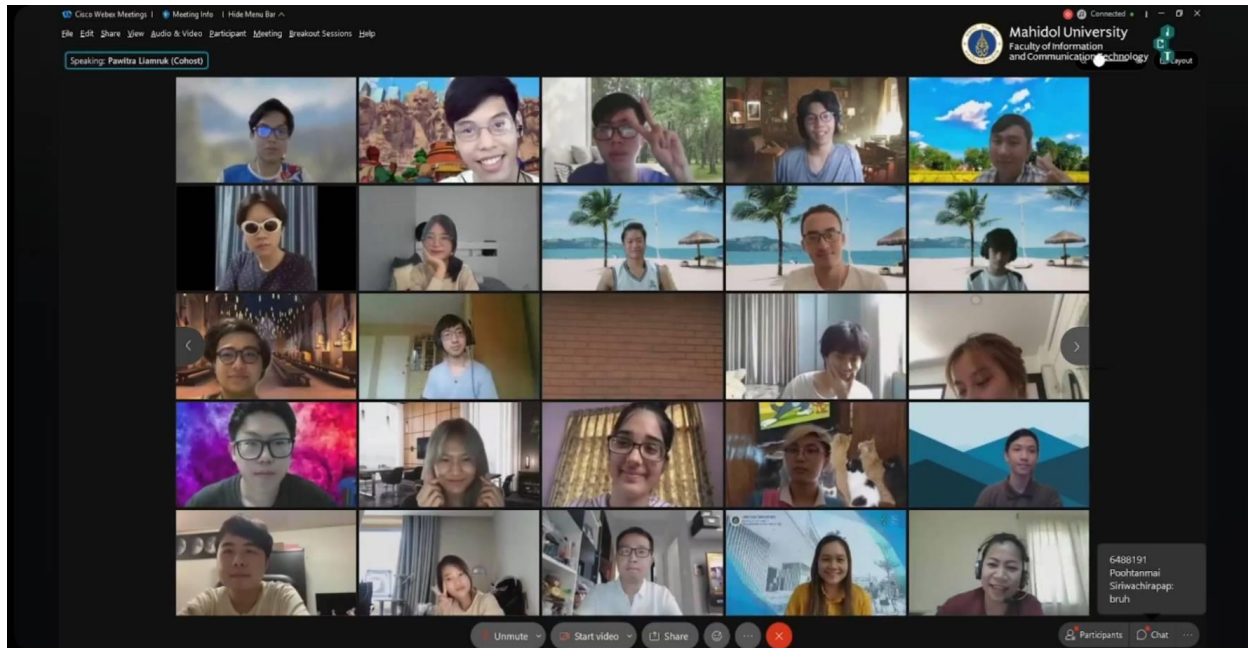 Cisco Webex Meetings | Meeting Info | Hide Menu Bar
Connected
File Edit Share View Audio & Video Participant Meeting Breakout Sessions Help
Speaking: Pawitra Liamruk (Cohost)
Mahidol University
Faculty of Information
and Communication Technology
I
C
T
Layout
6488191
Poohtanmai
Siriwachirapap:
bruh
Unmute
Start video
Share
Participants
Chat